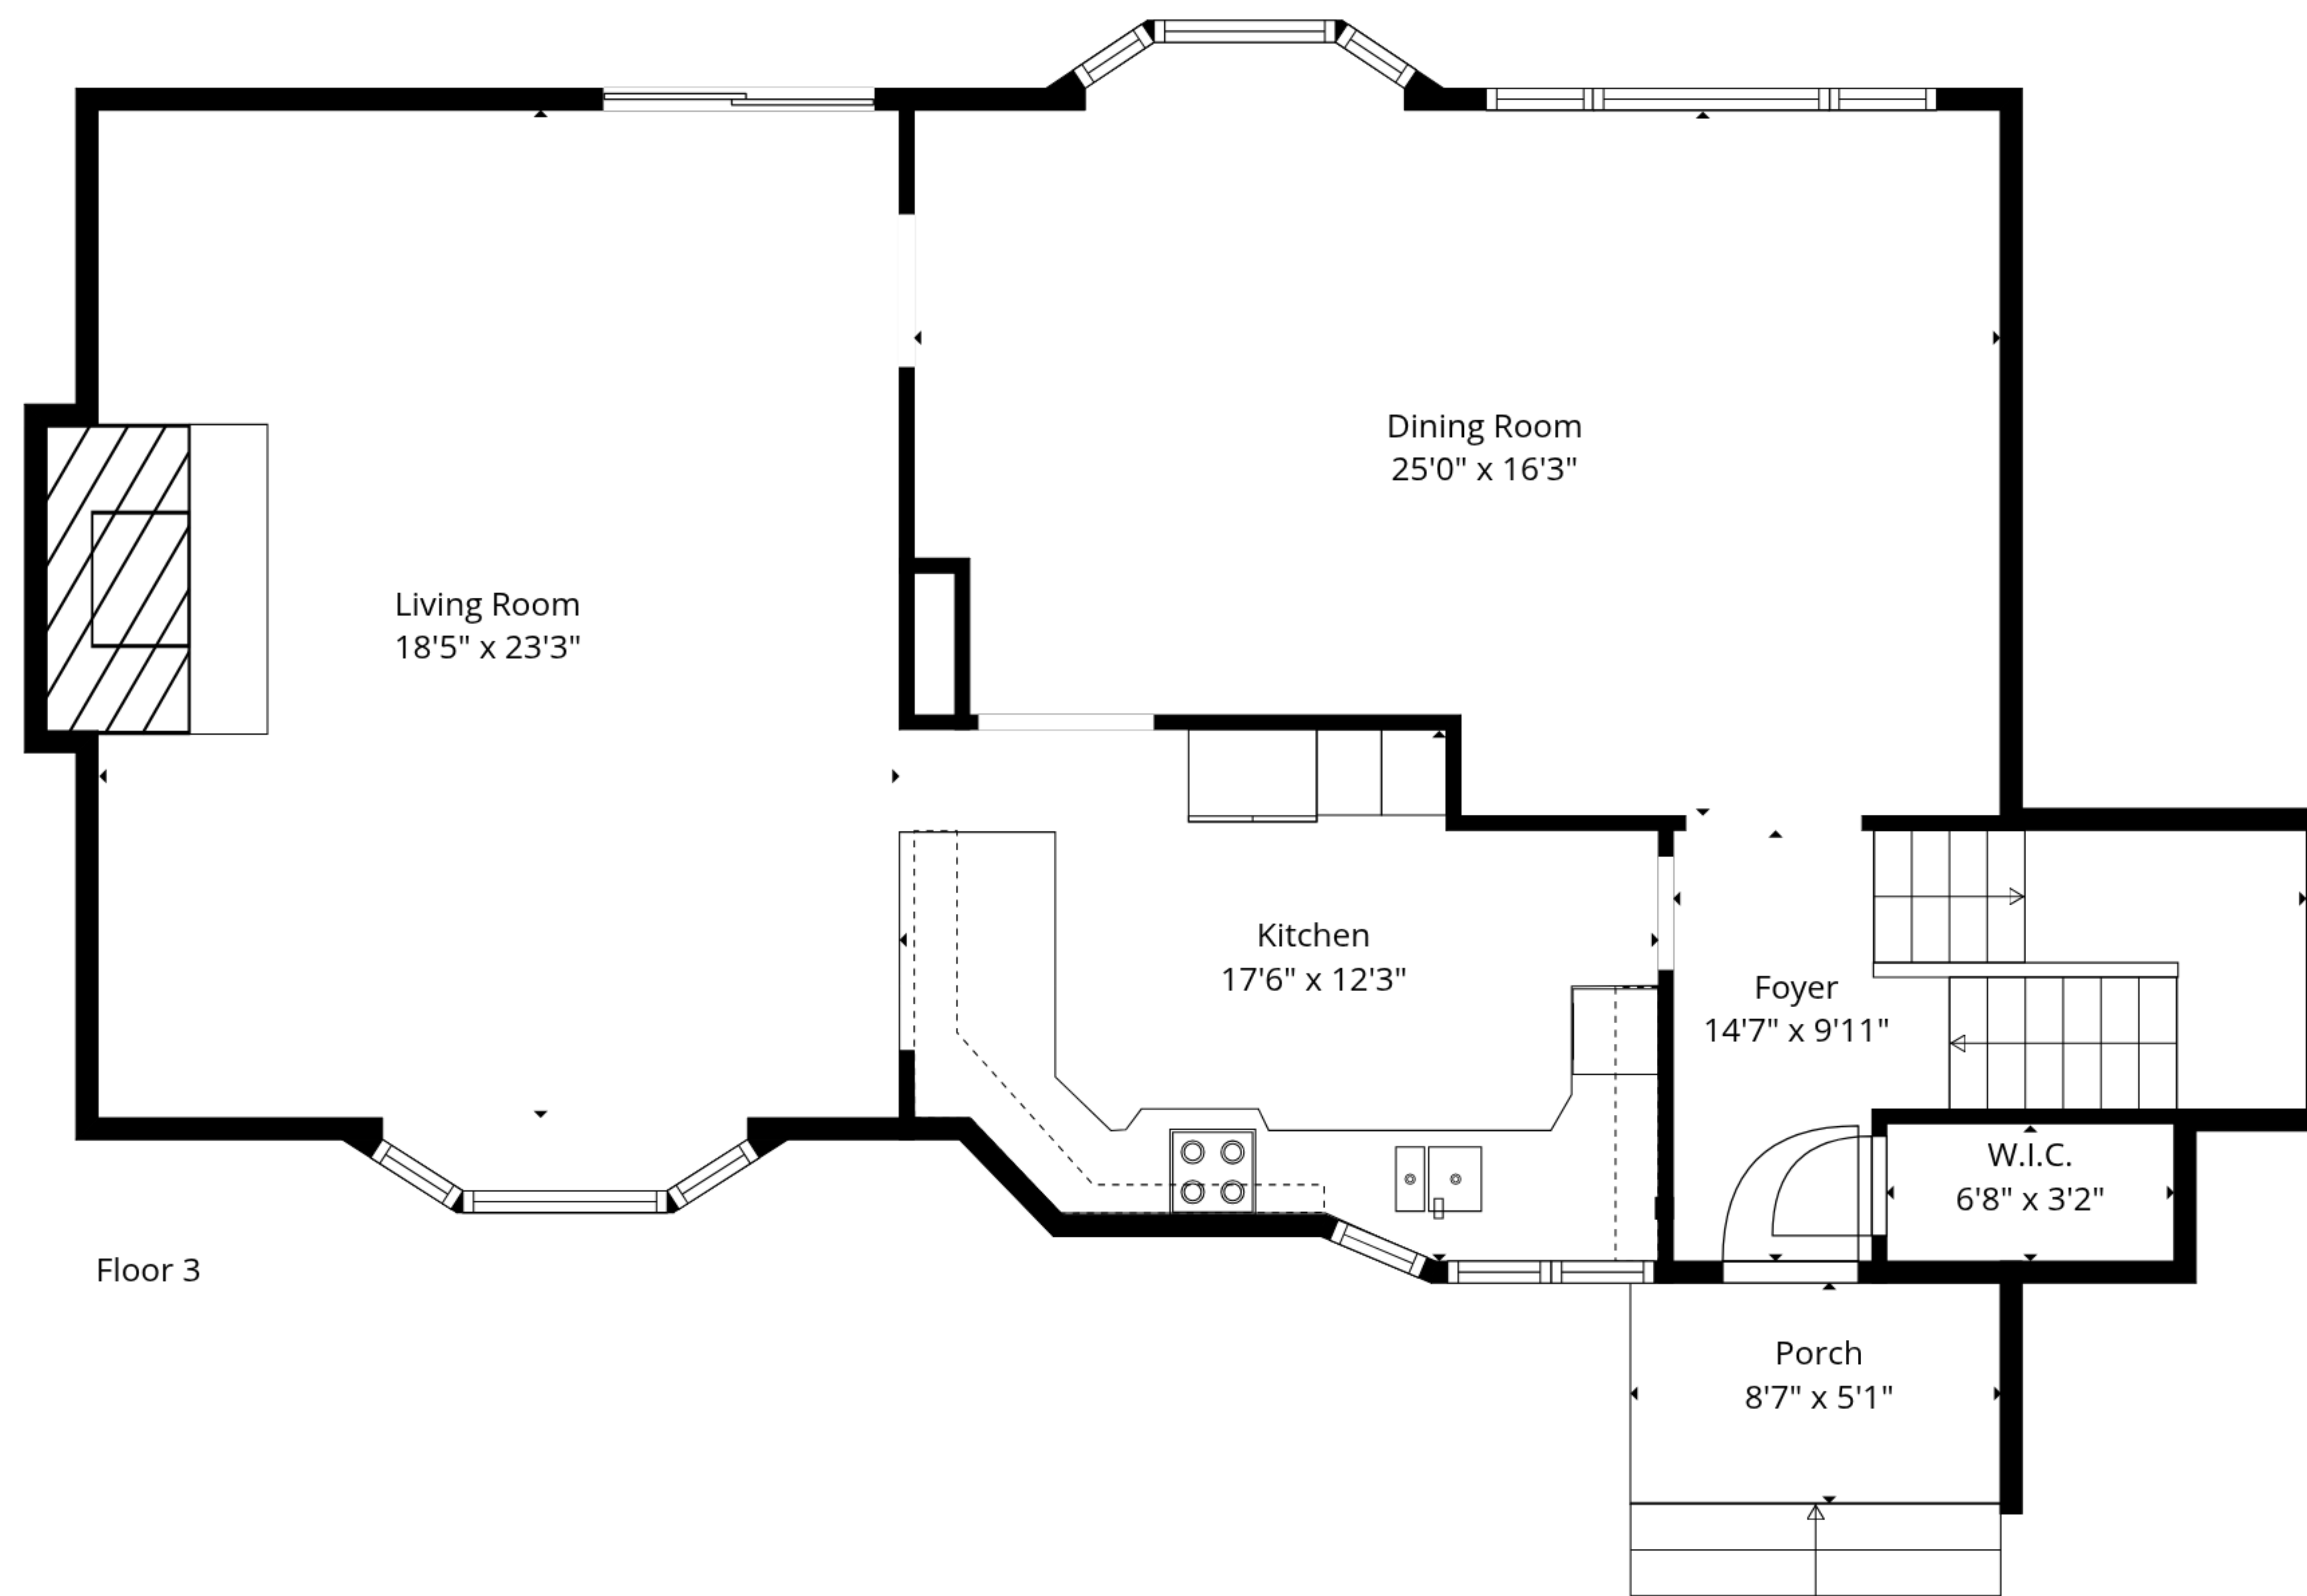 Dining Room
25'0" x 16'3"
Living Room
18'5" x 23'3"
Kitchen
17'6" x 12'3"
Foyer
14'7" x 9'11"
W.I.C.
6'8" x 3'2"
Floor 3
Porch
8'7" x 5'1"